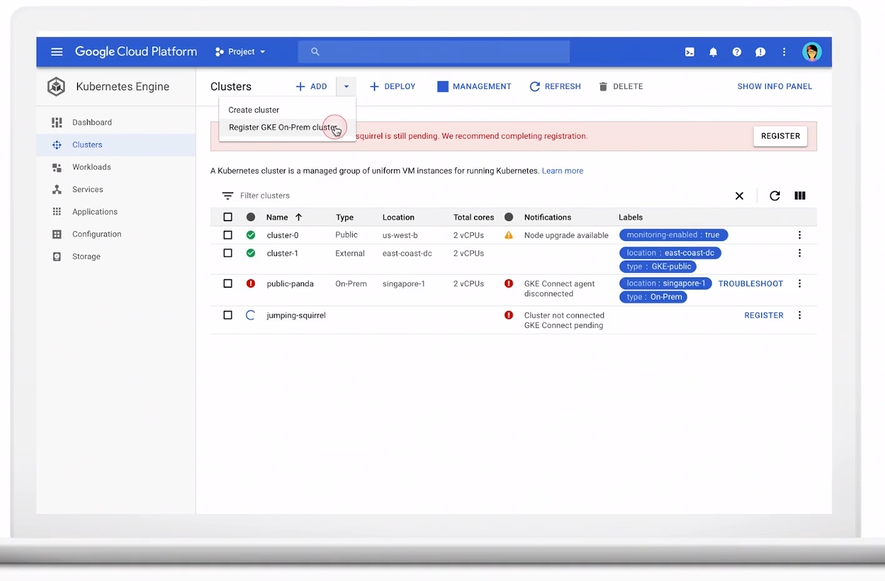 Google Cloud Platform
Project
Kubernetes Engine
Clusters
ADD
DEPLOY
MANAGEMENT
REFRESH
DELETE
SHOW INFO PANEL
Create cluster
Register GKE On-Prem cluster
squirrel is still pending. We recommend completing registration.
REGISTER
Dashboard
Clusters
Workloads
Services
Applications
Configuration
Storage
A Kubernetes cluster is a managed group of uniform VM instances for running Kubernetes. Learn more
Filter clusters
Name Type Location Total cores Notifications Labels
cluster-0 Public us-west-b 2 vCPUs Node upgrade available monitoring-enabled : true
cluster-1 External east-coast-dc 2 vCPUs location : east-coast-dc
type : GKE-public
public-panda On-Prem singapore-1 2 vCPUs GKE Connect agent location : singapore-1 TROUBLESHOOT
disconnected type : On-Prem
jumping-squirrel Cluster not connected REGISTER
GKE Connect pending